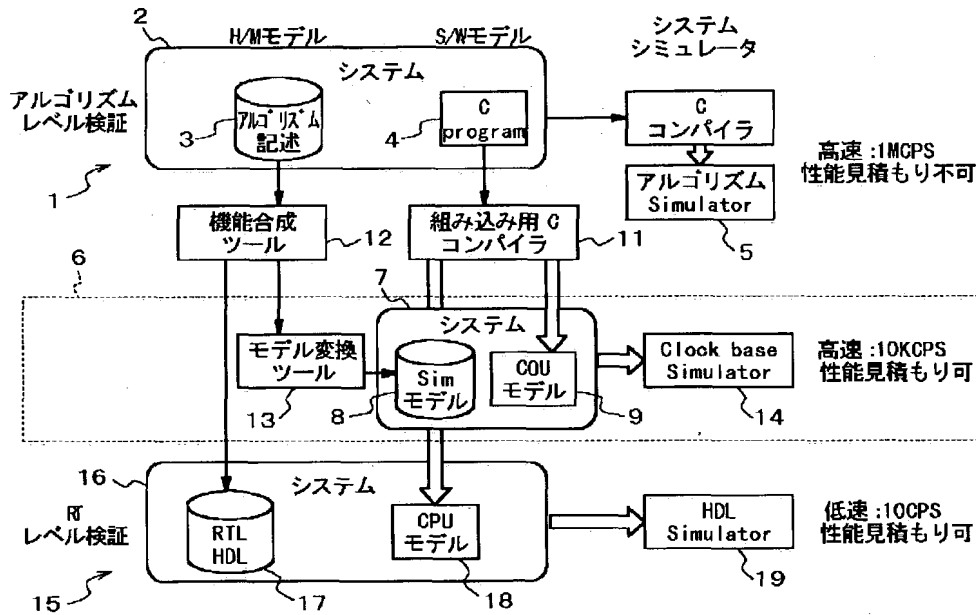 2
H/Mモデル
S/Wモデル
システム
シミュレータ
システム
アルゴリズム
レベル検証
1
3
アルゴリズム
記述
4
C
program
C
コンパイラ
アルゴリズム
Simulator
5
高速:1MCPS
性能見積もり不可
機能合成
ツール
12
組み込み用 C
コンパイラ
11
6
7
システム
モデル変換
ツール
13
Sim
モデル
8
COU
モデル
9
Clock base
Simulator
14
高速:10KCPS
性能見積もり可
16
システム
RT
レベル検証
15
RTL
HDL
17
CPU
モデル
18
HDL
Simulator
19
低速:10CPS
性能見積もり可